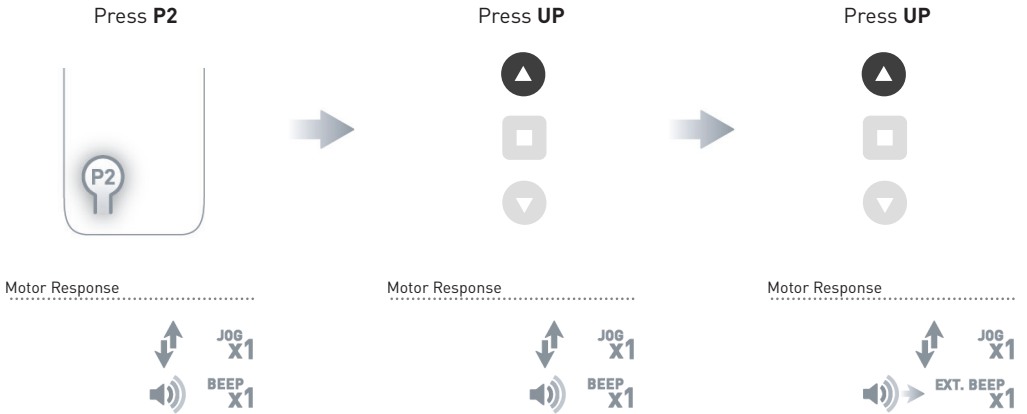 Press P2
Press UP
Press UP
P2
Motor Response
Motor Response
Motor Response
JOG X1
JOG X1
JOG X1
BEEP X1
BEEP X1
EXT. BEEP X1